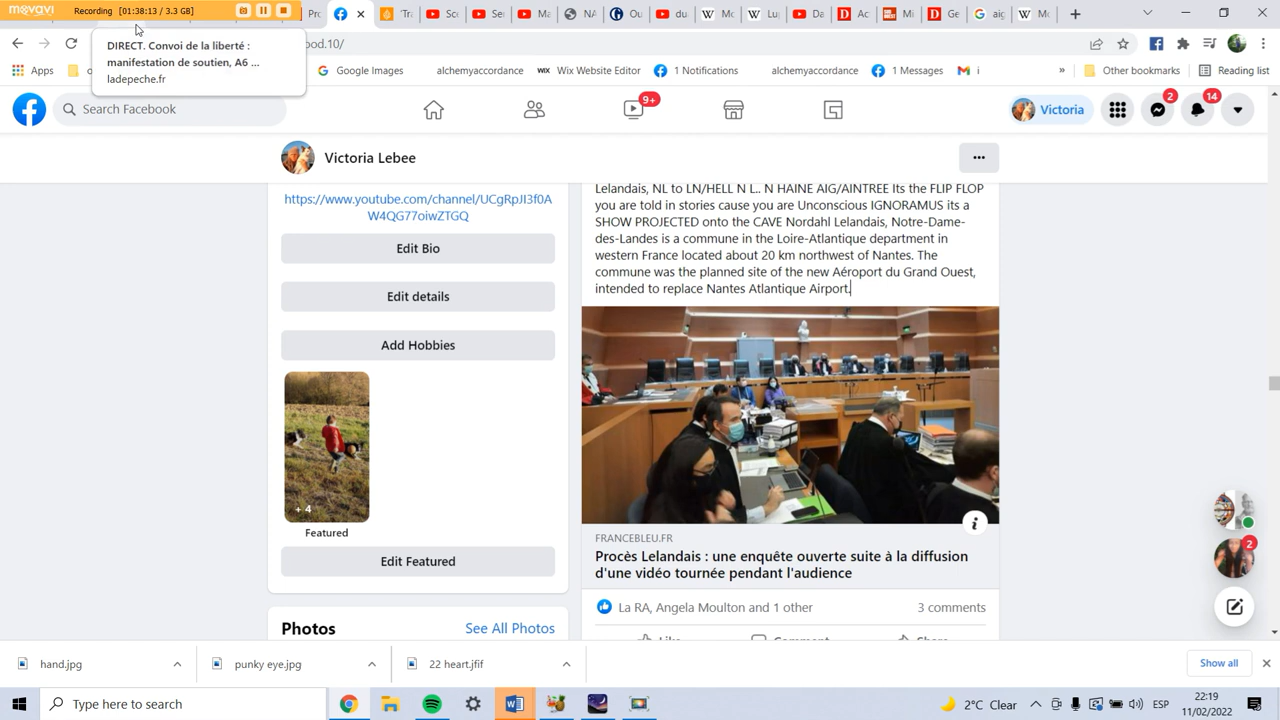 movavi Recording [01:38:13 / 3.3 GB]
DIRECT. Convoi de la liberté :
manifestation de soutien, A6 ...
ladepeche.fr
ood.10/
Apps
Google Images
alchemyaccordance
WIX Wix Website Editor
1 Notifications
alchemyaccordance
1 Messages
i
»
Other bookmarks
Reading list
Search Facebook
9+
Victoria
2
14
Victoria Lebee
...
https://www.youtube.com/channel/UCgRpJI3f0A
W4QG77oiwZTGQ
Edit Bio
Edit details
Add Hobbies
+ 4
Featured
Edit Featured
Photos
See All Photos
Lelandais, NL to LN/HELL N L.. N HAINE AIG/AINTREE Its the FLIP FLOP
you are told in stories cause you are Unconscious IGNORAMUS its a
SHOW PROJECTED onto the CAVE Nordahl Lelandais, Notre-Dame-
des-Landes is a commune in the Loire-Atlantique department in
western France located about 20 km northwest of Nantes. The
commune was the planned site of the new Aéroport du Grand Ouest,
intended to replace Nantes Atlantique Airport.
FRANCEBLEU.FR
Procès Lelandais : une enquête ouverte suite à la diffusion
d'une vidéo tournée pendant l'audience
La RA, Angela Moulton and 1 other
3 comments
Like
Comment
Share
2
hand.jpg
punky eye.jpg
22 heart.jfif
Show all
Type here to search
2°C Clear
ESP
22:19
11/02/2022